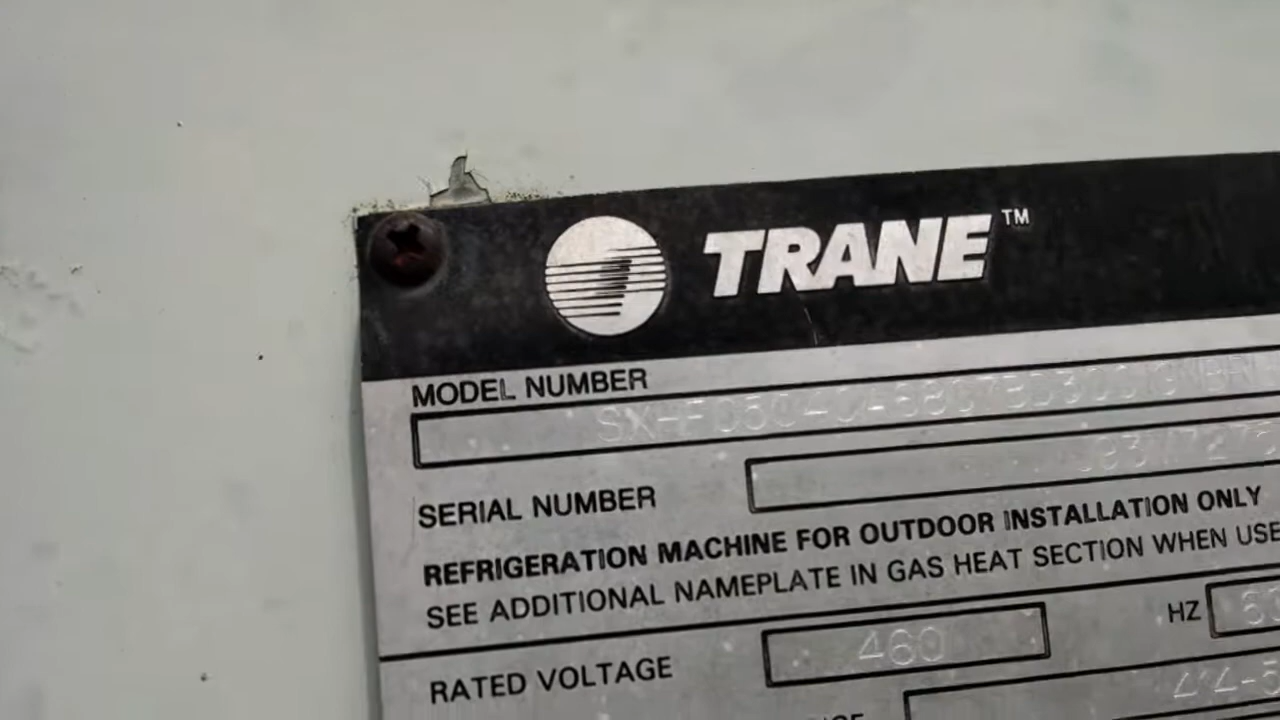 TRANE™
MODEL NUMBER
SERIAL NUMBER
REFRIGERATION MACHINE FOR OUTDOOR INSTALLATION ONLY
SEE ADDITIONAL NAMEPLATE IN GAS HEAT SECTION WHEN USE
HZ
RATED VOLTAGE 460